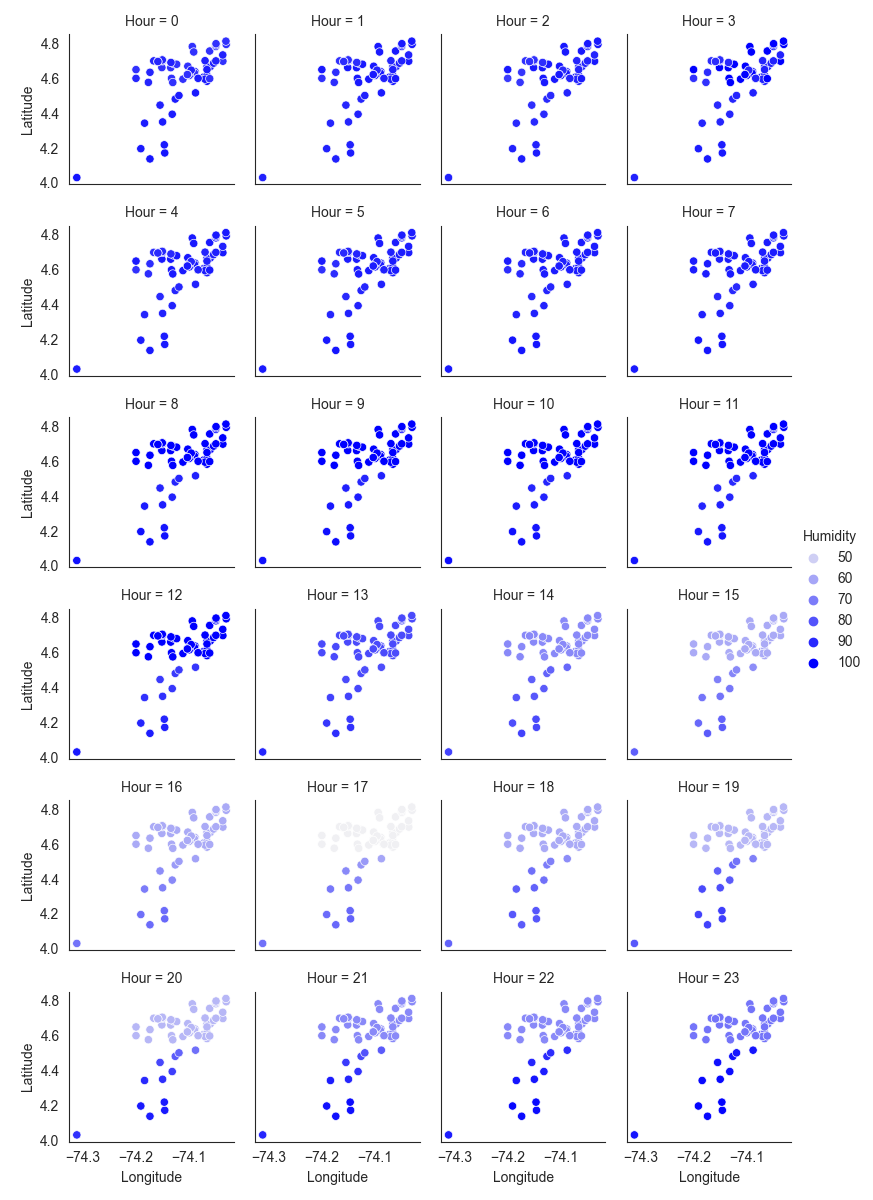 Hour = 0
Hour = 1
Hour = 2
Hour = 3
4.8
4.6
4.4
4.2
4.0
Latitude
Hour = 4
Hour = 5
Hour = 6
Hour = 7
4.8
4.6
4.4
4.2
4.0
Latitude
Hour = 8
Hour = 9
Hour = 10
Hour = 11
4.8
4.6
4.4
4.2
4.0
Latitude
Hour = 12
Hour = 13
Hour = 14
Hour = 15
4.8
4.6
4.4
4.2
4.0
Latitude
Hour = 16
Hour = 17
Hour = 18
Hour = 19
4.8
4.6
4.4
4.2
4.0
Latitude
Hour = 20
Hour = 21
Hour = 22
Hour = 23
4.8
4.6
4.4
4.2
4.0
Latitude
−74.3 −74.2 −74.1
Longitude
−74.3 −74.2 −74.1
Longitude
−74.3 −74.2 −74.1
Longitude
−74.3 −74.2 −74.1
Longitude
Humidity
50
60
70
80
90
100